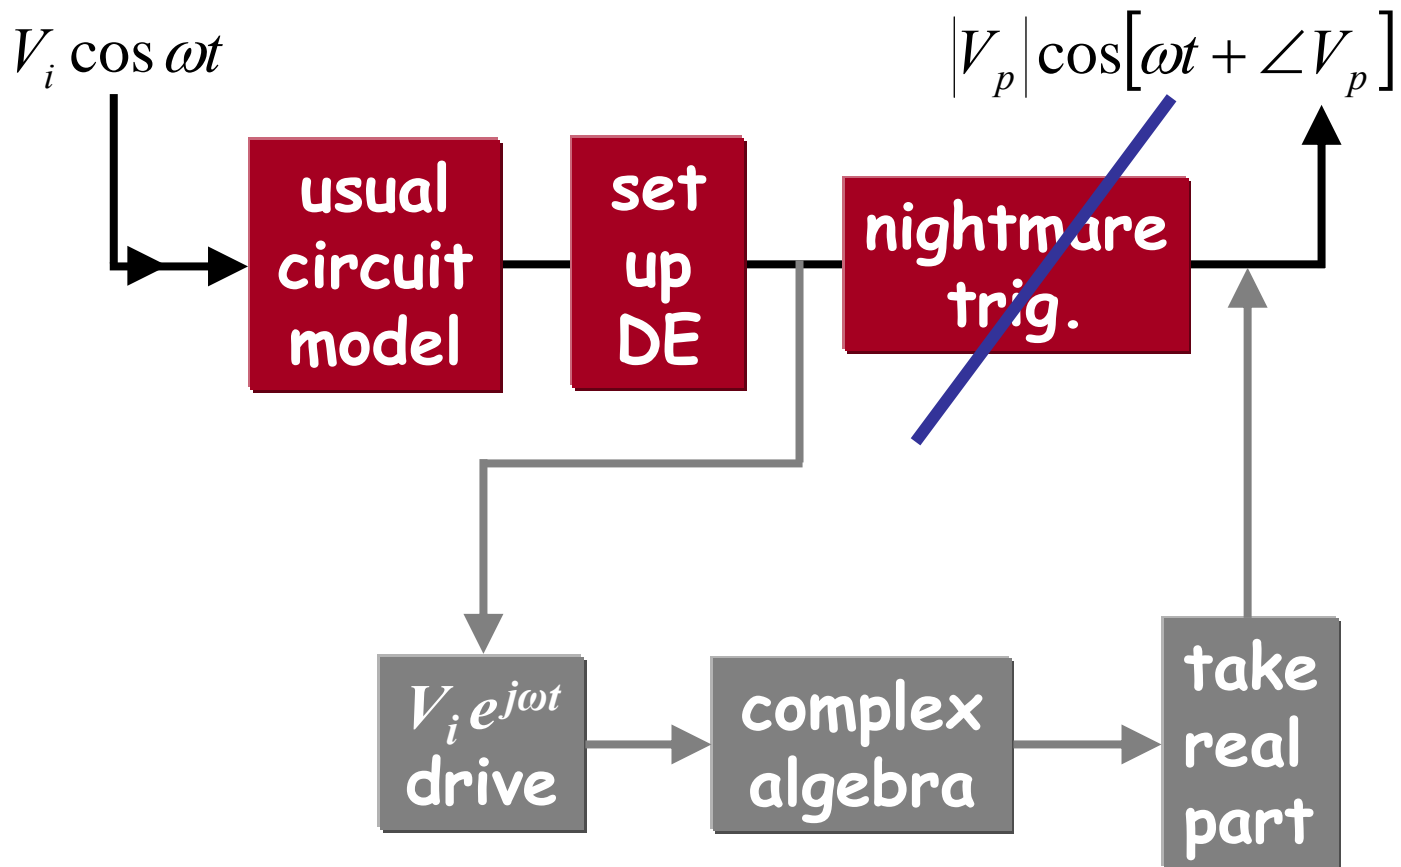 V_i cos ωt
|V_p| cos[ωt + ∠V_p]
usual
circuit
model
set
up
DE
nightmare
trig.
V_i e^{jωt}
drive
complex
algebra
take
real
part